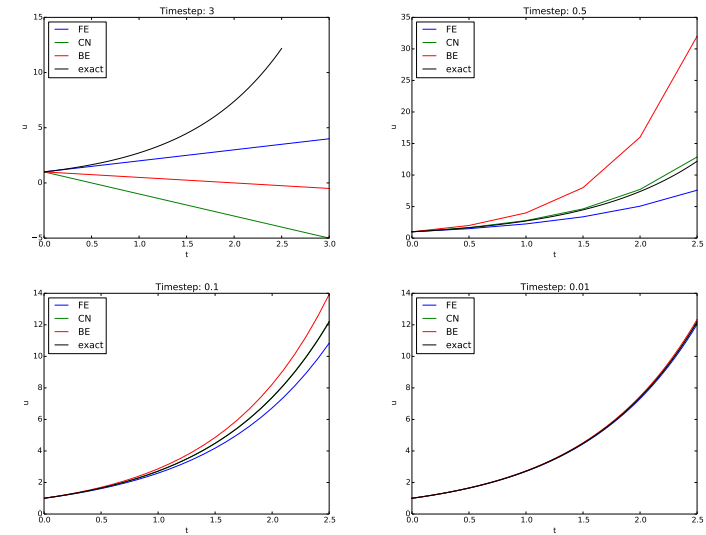 Timestep: 3
15
10
5
0
−5
0.0 0.5 1.0 1.5 2.0 2.5 3.0
t
u
FE
CN
BE
exact
Timestep: 0.5
35
30
25
20
15
10
5
0
0.0 0.5 1.0 1.5 2.0 2.5
t
u
FE
CN
BE
exact
Timestep: 0.1
14
12
10
8
6
4
2
0
0.0 0.5 1.0 1.5 2.0 2.5
t
u
FE
CN
BE
exact
Timestep: 0.01
14
12
10
8
6
4
2
0
0.0 0.5 1.0 1.5 2.0 2.5
t
u
FE
CN
BE
exact